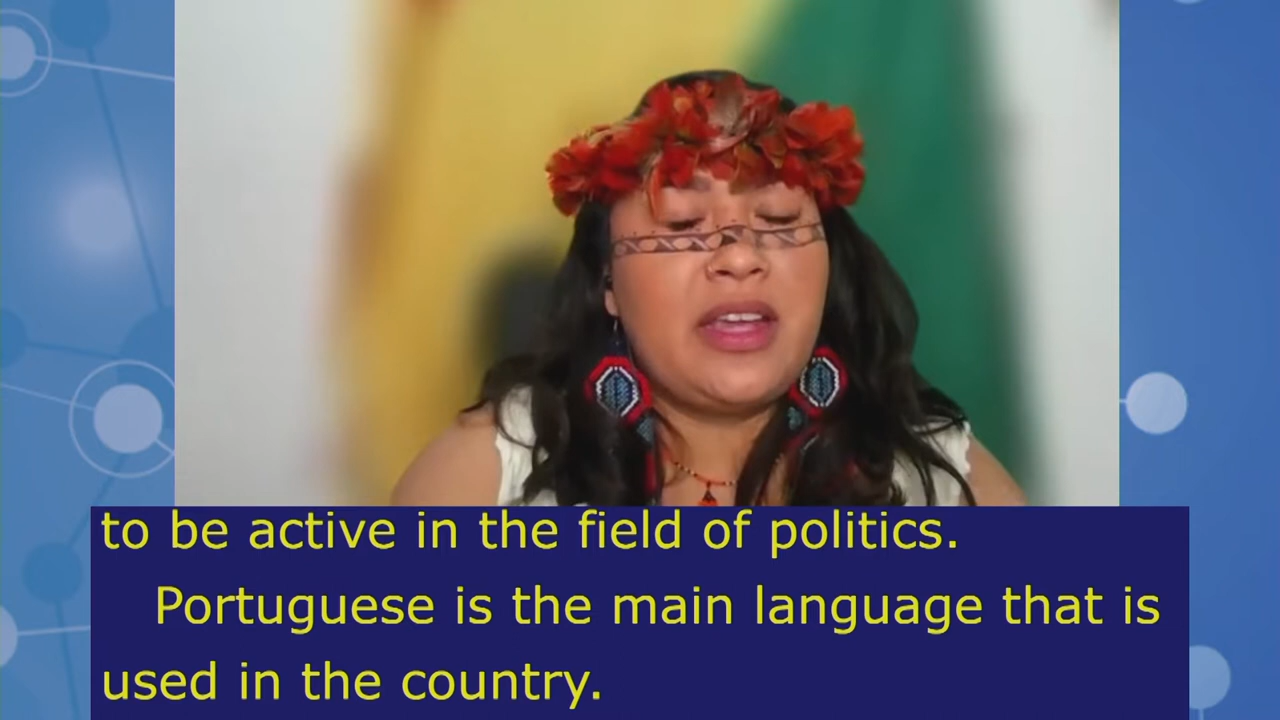 to be active in the field of politics.
Portuguese is the main language that is
used in the country.